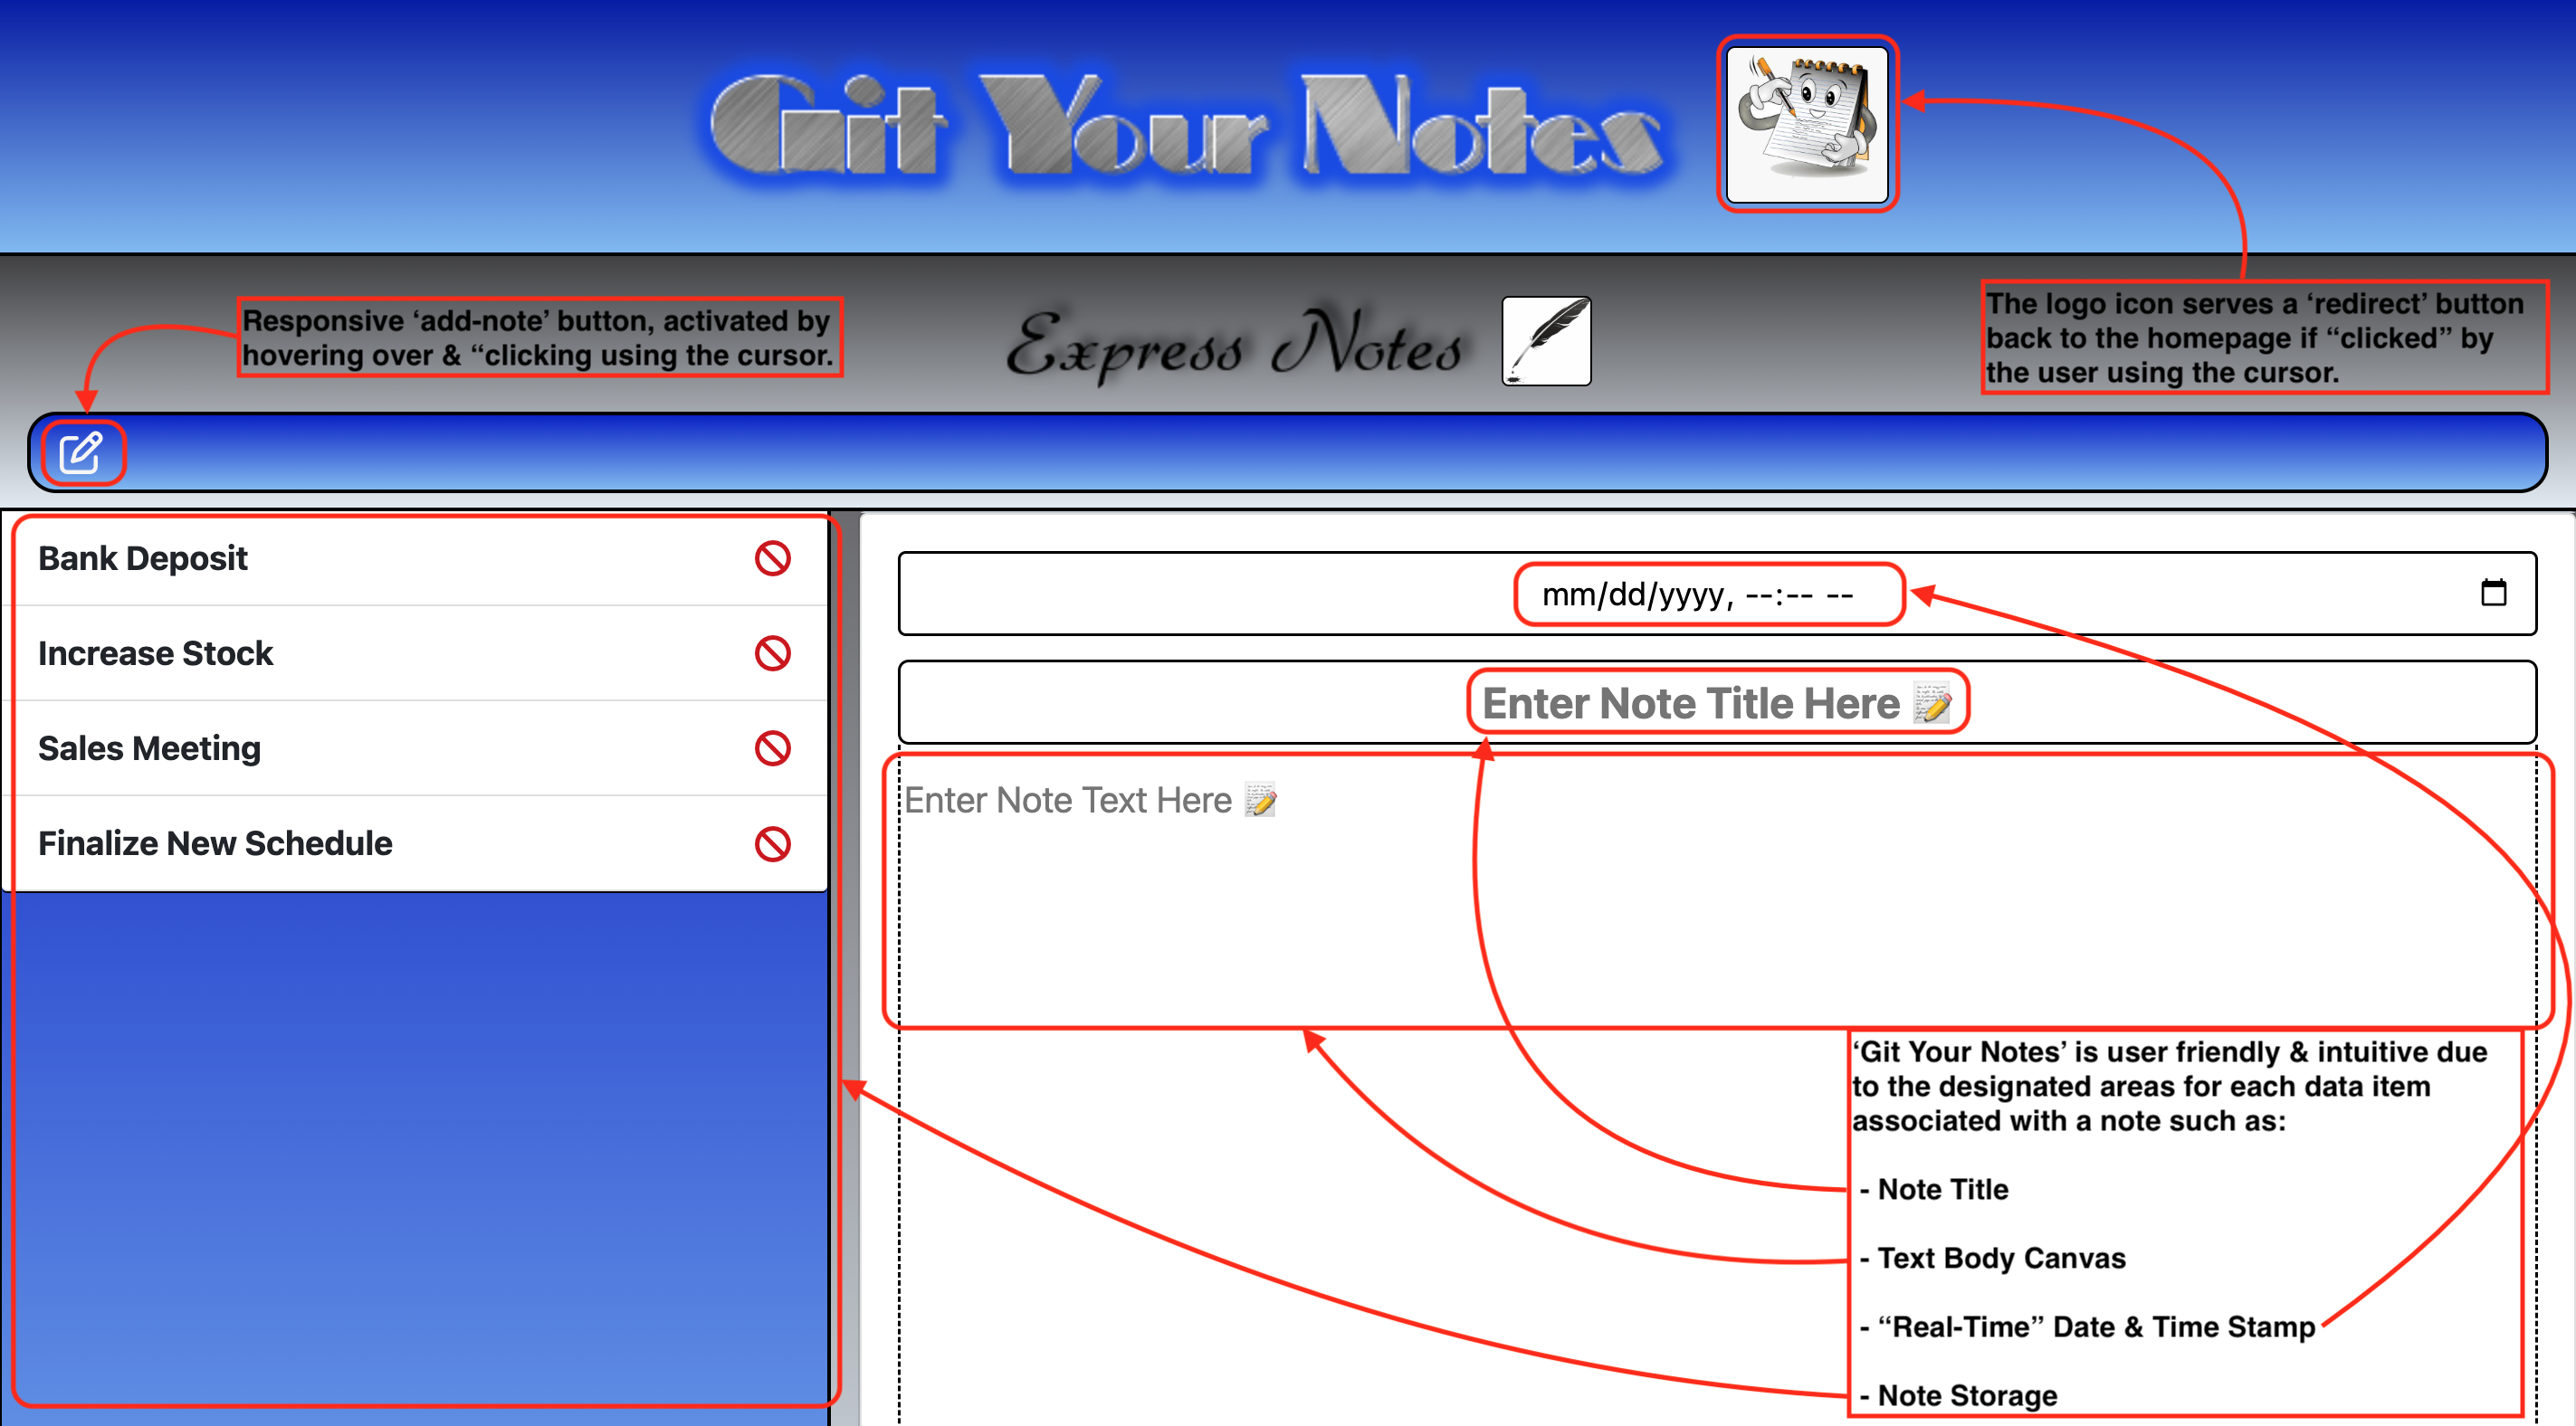 Git Your Notes
Responsive ‘add-note’ button, activated by
hovering over & “clicking using the cursor.
Express Notes
The logo icon serves a ‘redirect’ button
back to the homepage if “clicked” by
the user using the cursor.
Bank Deposit
Increase Stock
Sales Meeting
Finalize New Schedule
mm/dd/yyyy, --:-- --
Enter Note Title Here
Enter Note Text Here
‘Git Your Notes’ is user friendly & intuitive due
to the designated areas for each data item
associated with a note such as:
- Note Title
- Text Body Canvas
- “Real-Time” Date & Time Stamp
- Note Storage